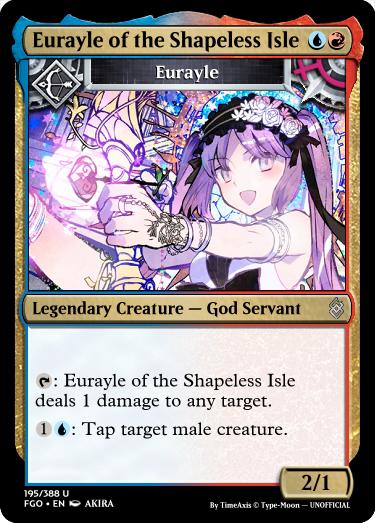 Eurayle of the Shapeless Isle
Eurayle
Legendary Creature — God Servant
: Eurayle of the Shapeless Isle
deals 1 damage to any target.
1 : Tap target male creature.
2/1
195/388 U
FGO • EN AKIRA
By TimeAxis © Type-Moon — UNOFFICIAL